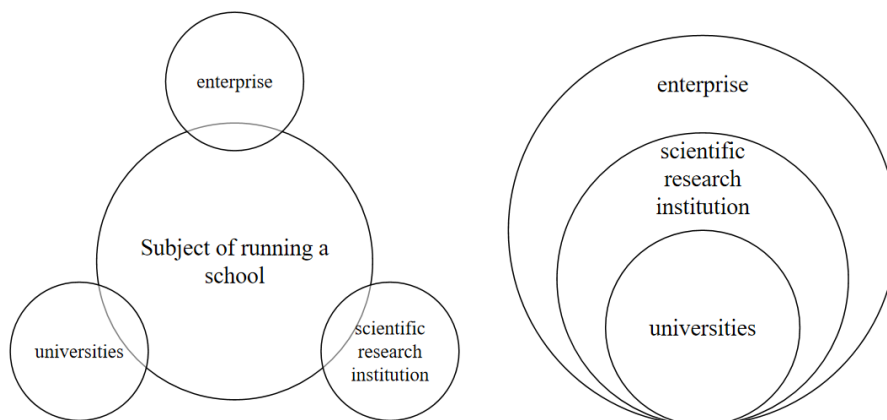 enterprise
Subject of running a
school
universities
scientific
research
institution
enterprise
scientific
research
institution
universities